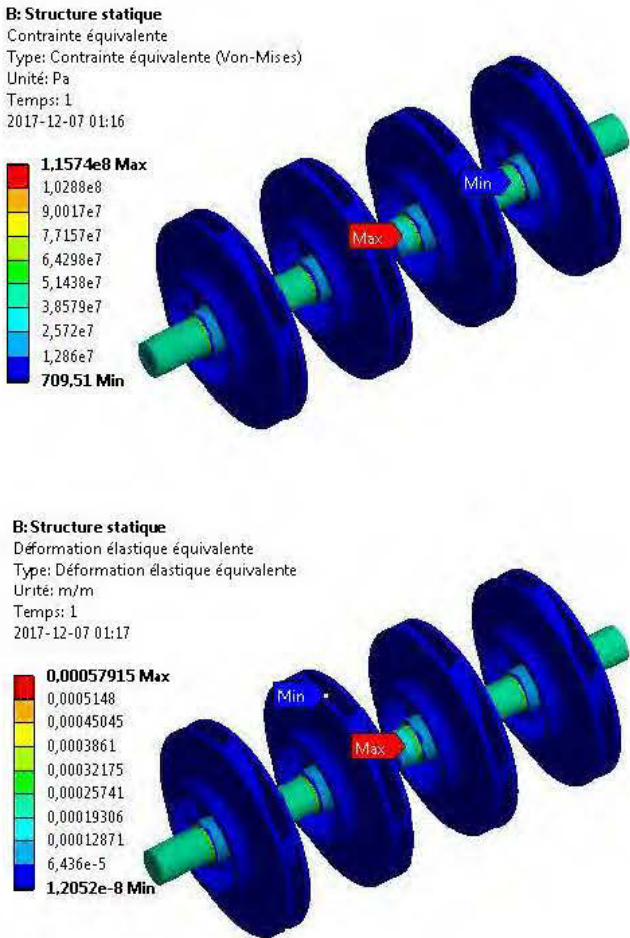 B: Structure statique
Contrainte équivalente
Type: Contrainte équivalente (Von-Mises)
Unité: Pa
Temps: 1
2017-12-07 01:16
1,1574e8 Max
1,0288e8
9,0017e7
7,7157e7
6,4298e7
5,1438e7
3,8579e7
2,572e7
1,286e7
709,51 Min
Min
Max
B: Structure statique
Déformation élastique équivalente
Type: Déformation élastique équivalente
Unité: m/m
Temps: 1
2017-12-07 01:17
0,00057915 Max
0,0005148
0,00045045
0,0003861
0,00032175
0,00025741
0,00019306
0,00012871
6,436e-5
1,2052e-8 Min
Min
Max